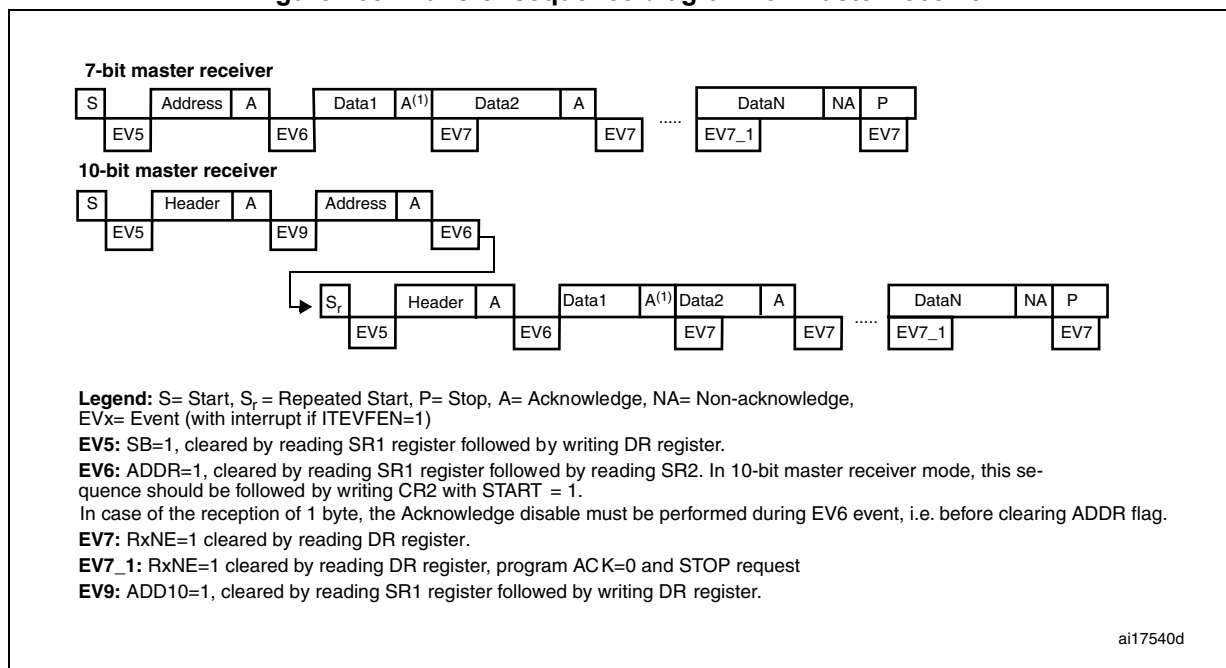 7-bit master receiver
S Address A Data1 A(1) Data2 A ..... DataN NA P
EV5 EV6 EV7 EV7 EV7_1 EV7
10-bit master receiver
S Header A Address A
EV5 EV9 EV6
Sr Header A Data1 A(1) Data2 A ..... DataN NA P
EV5 EV6 EV7 EV7 EV7_1 EV7
Legend: S= Start, Sr = Repeated Start, P= Stop, A= Acknowledge, NA= Non-acknowledge,
EVx= Event (with interrupt if ITEVFEN=1)
EV5: SB=1, cleared by reading SR1 register followed by writing DR register.
EV6: ADDR=1, cleared by reading SR1 register followed by reading SR2. In 10-bit master receiver mode, this se-
quence should be followed by writing CR2 with START = 1.
In case of the reception of 1 byte, the Acknowledge disable must be performed during EV6 event, i.e. before clearing ADDR flag.
EV7: RxNE=1 cleared by reading DR register.
EV7_1: RxNE=1 cleared by reading DR register, program ACK=0 and STOP request
EV9: ADD10=1, cleared by reading SR1 register followed by writing DR register.
ai17540d